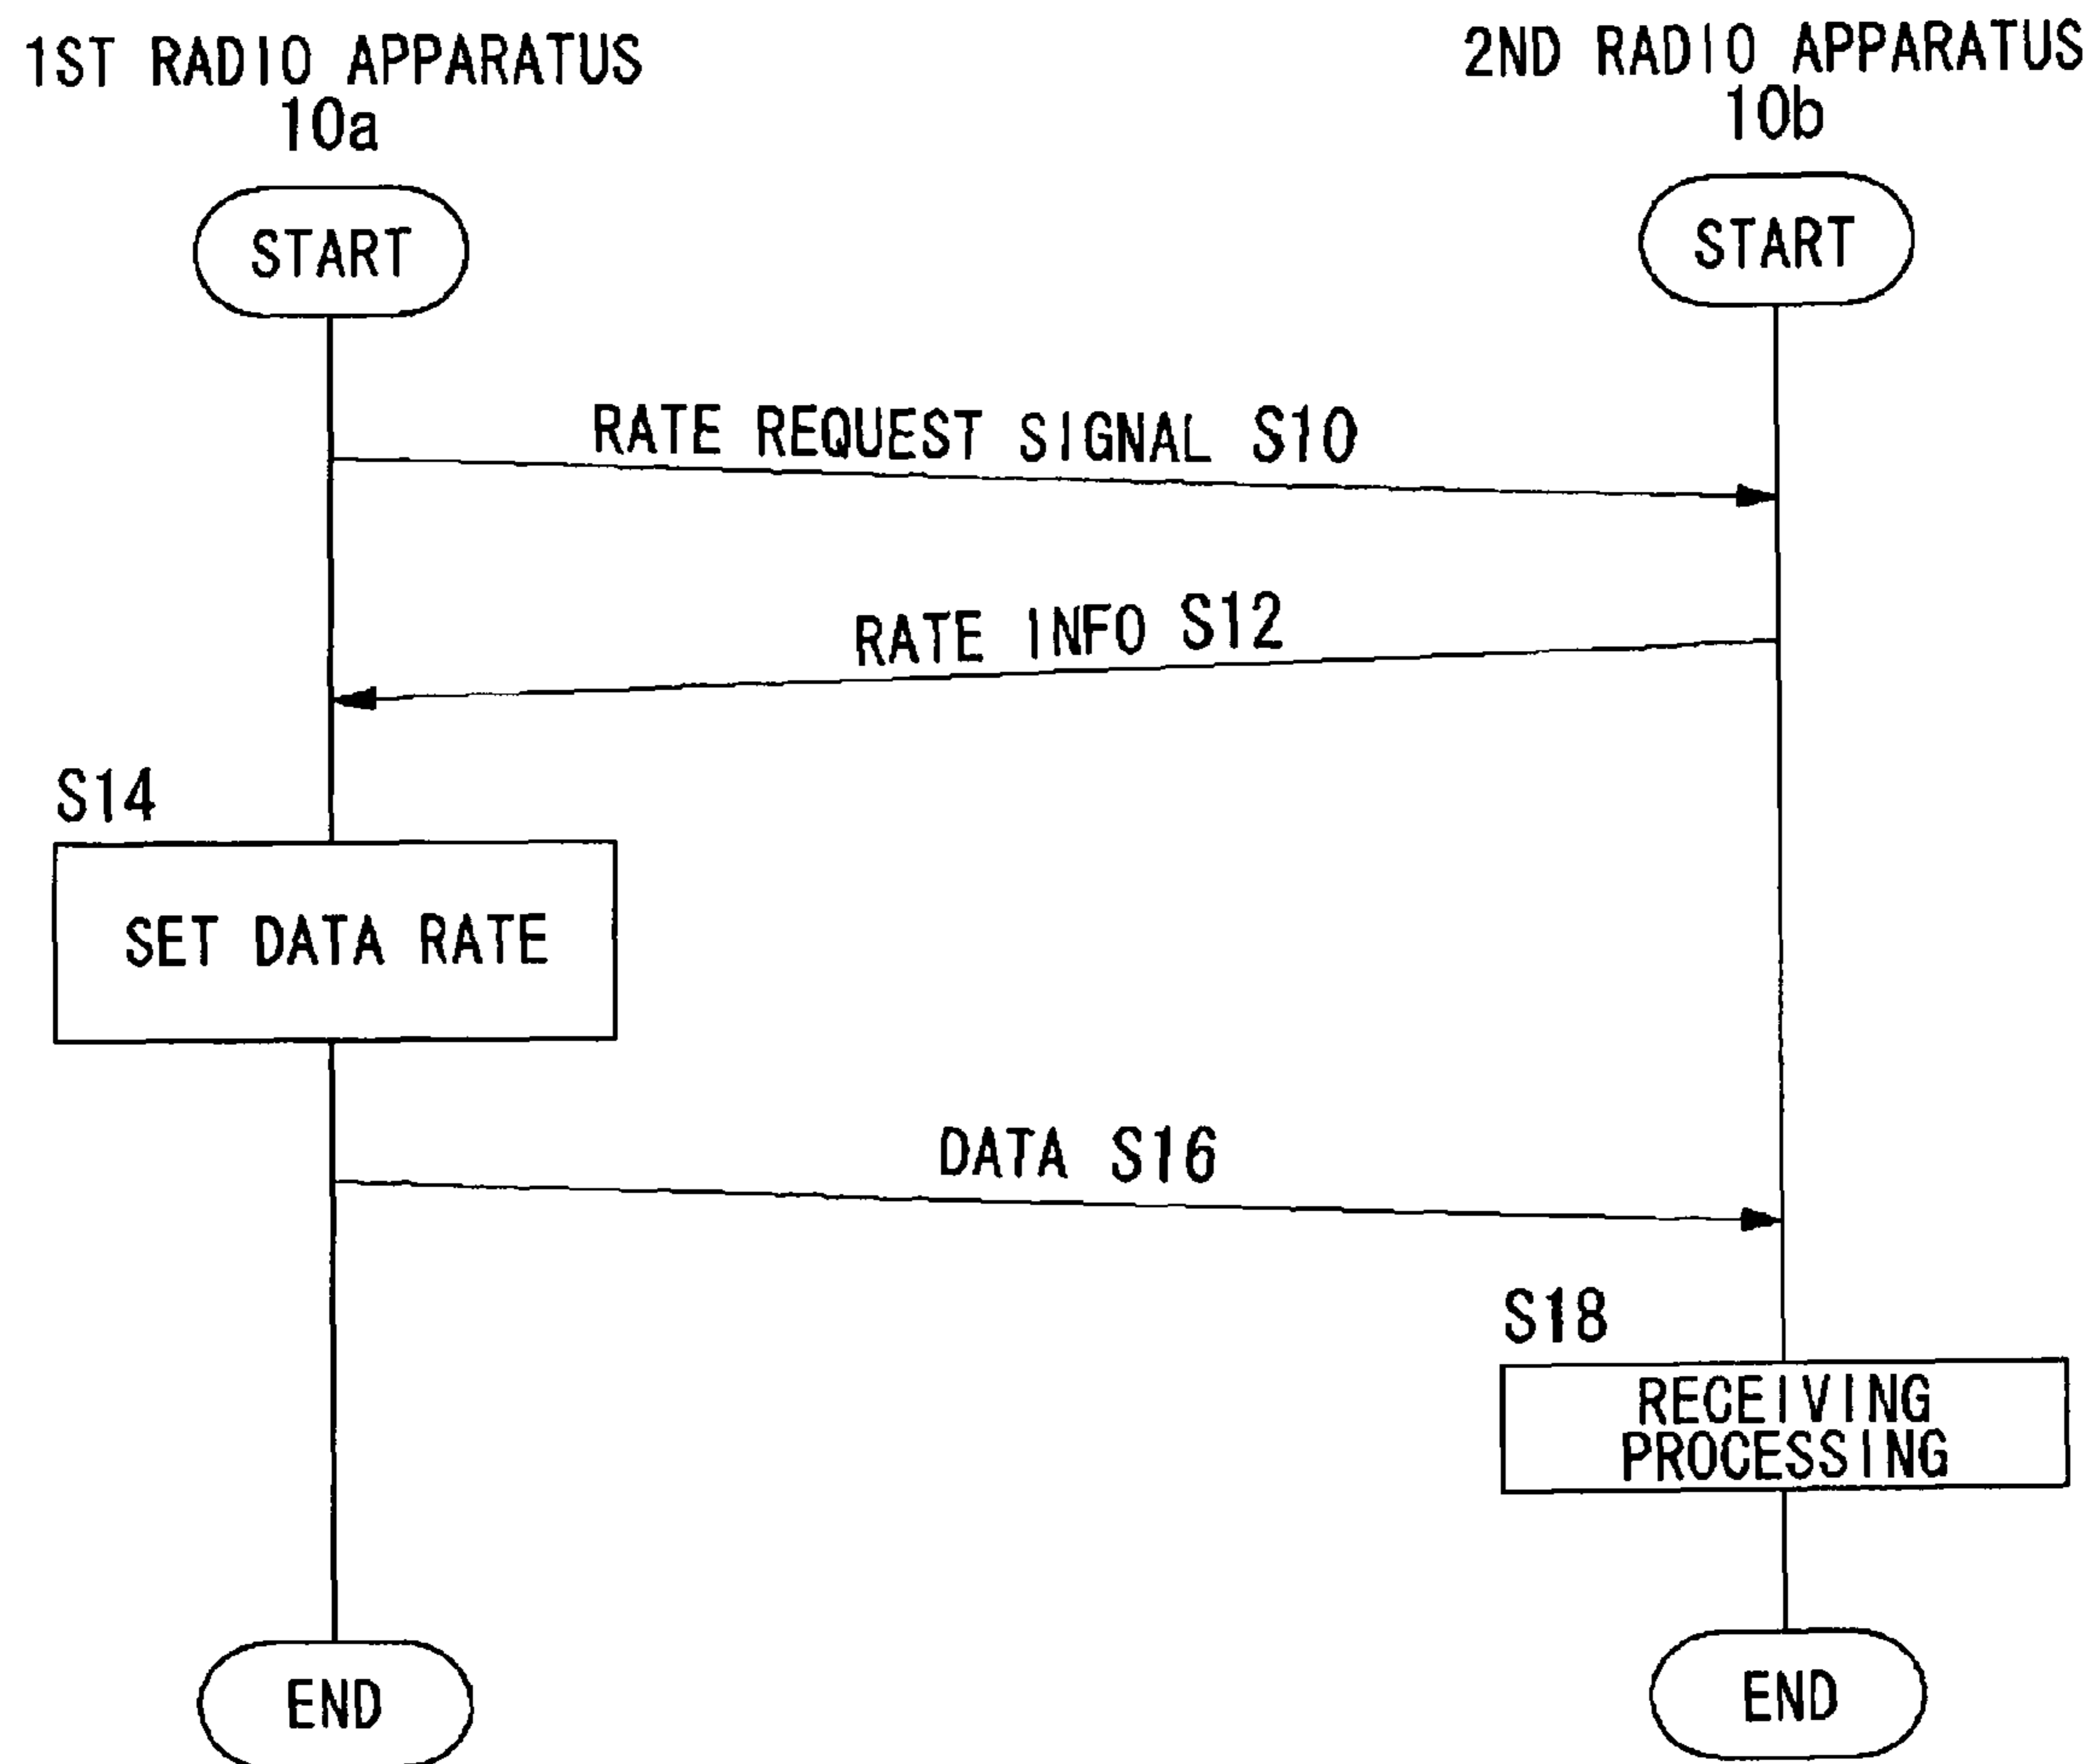 1ST RADIO APPARATUS
10a
2ND RADIO APPARATUS
10b
START
START
RATE REQUEST SIGNAL S10
RATE INFO S12
S14
SET DATA RATE
DATA S16
S18
RECEIVING
PROCESSING
END
END